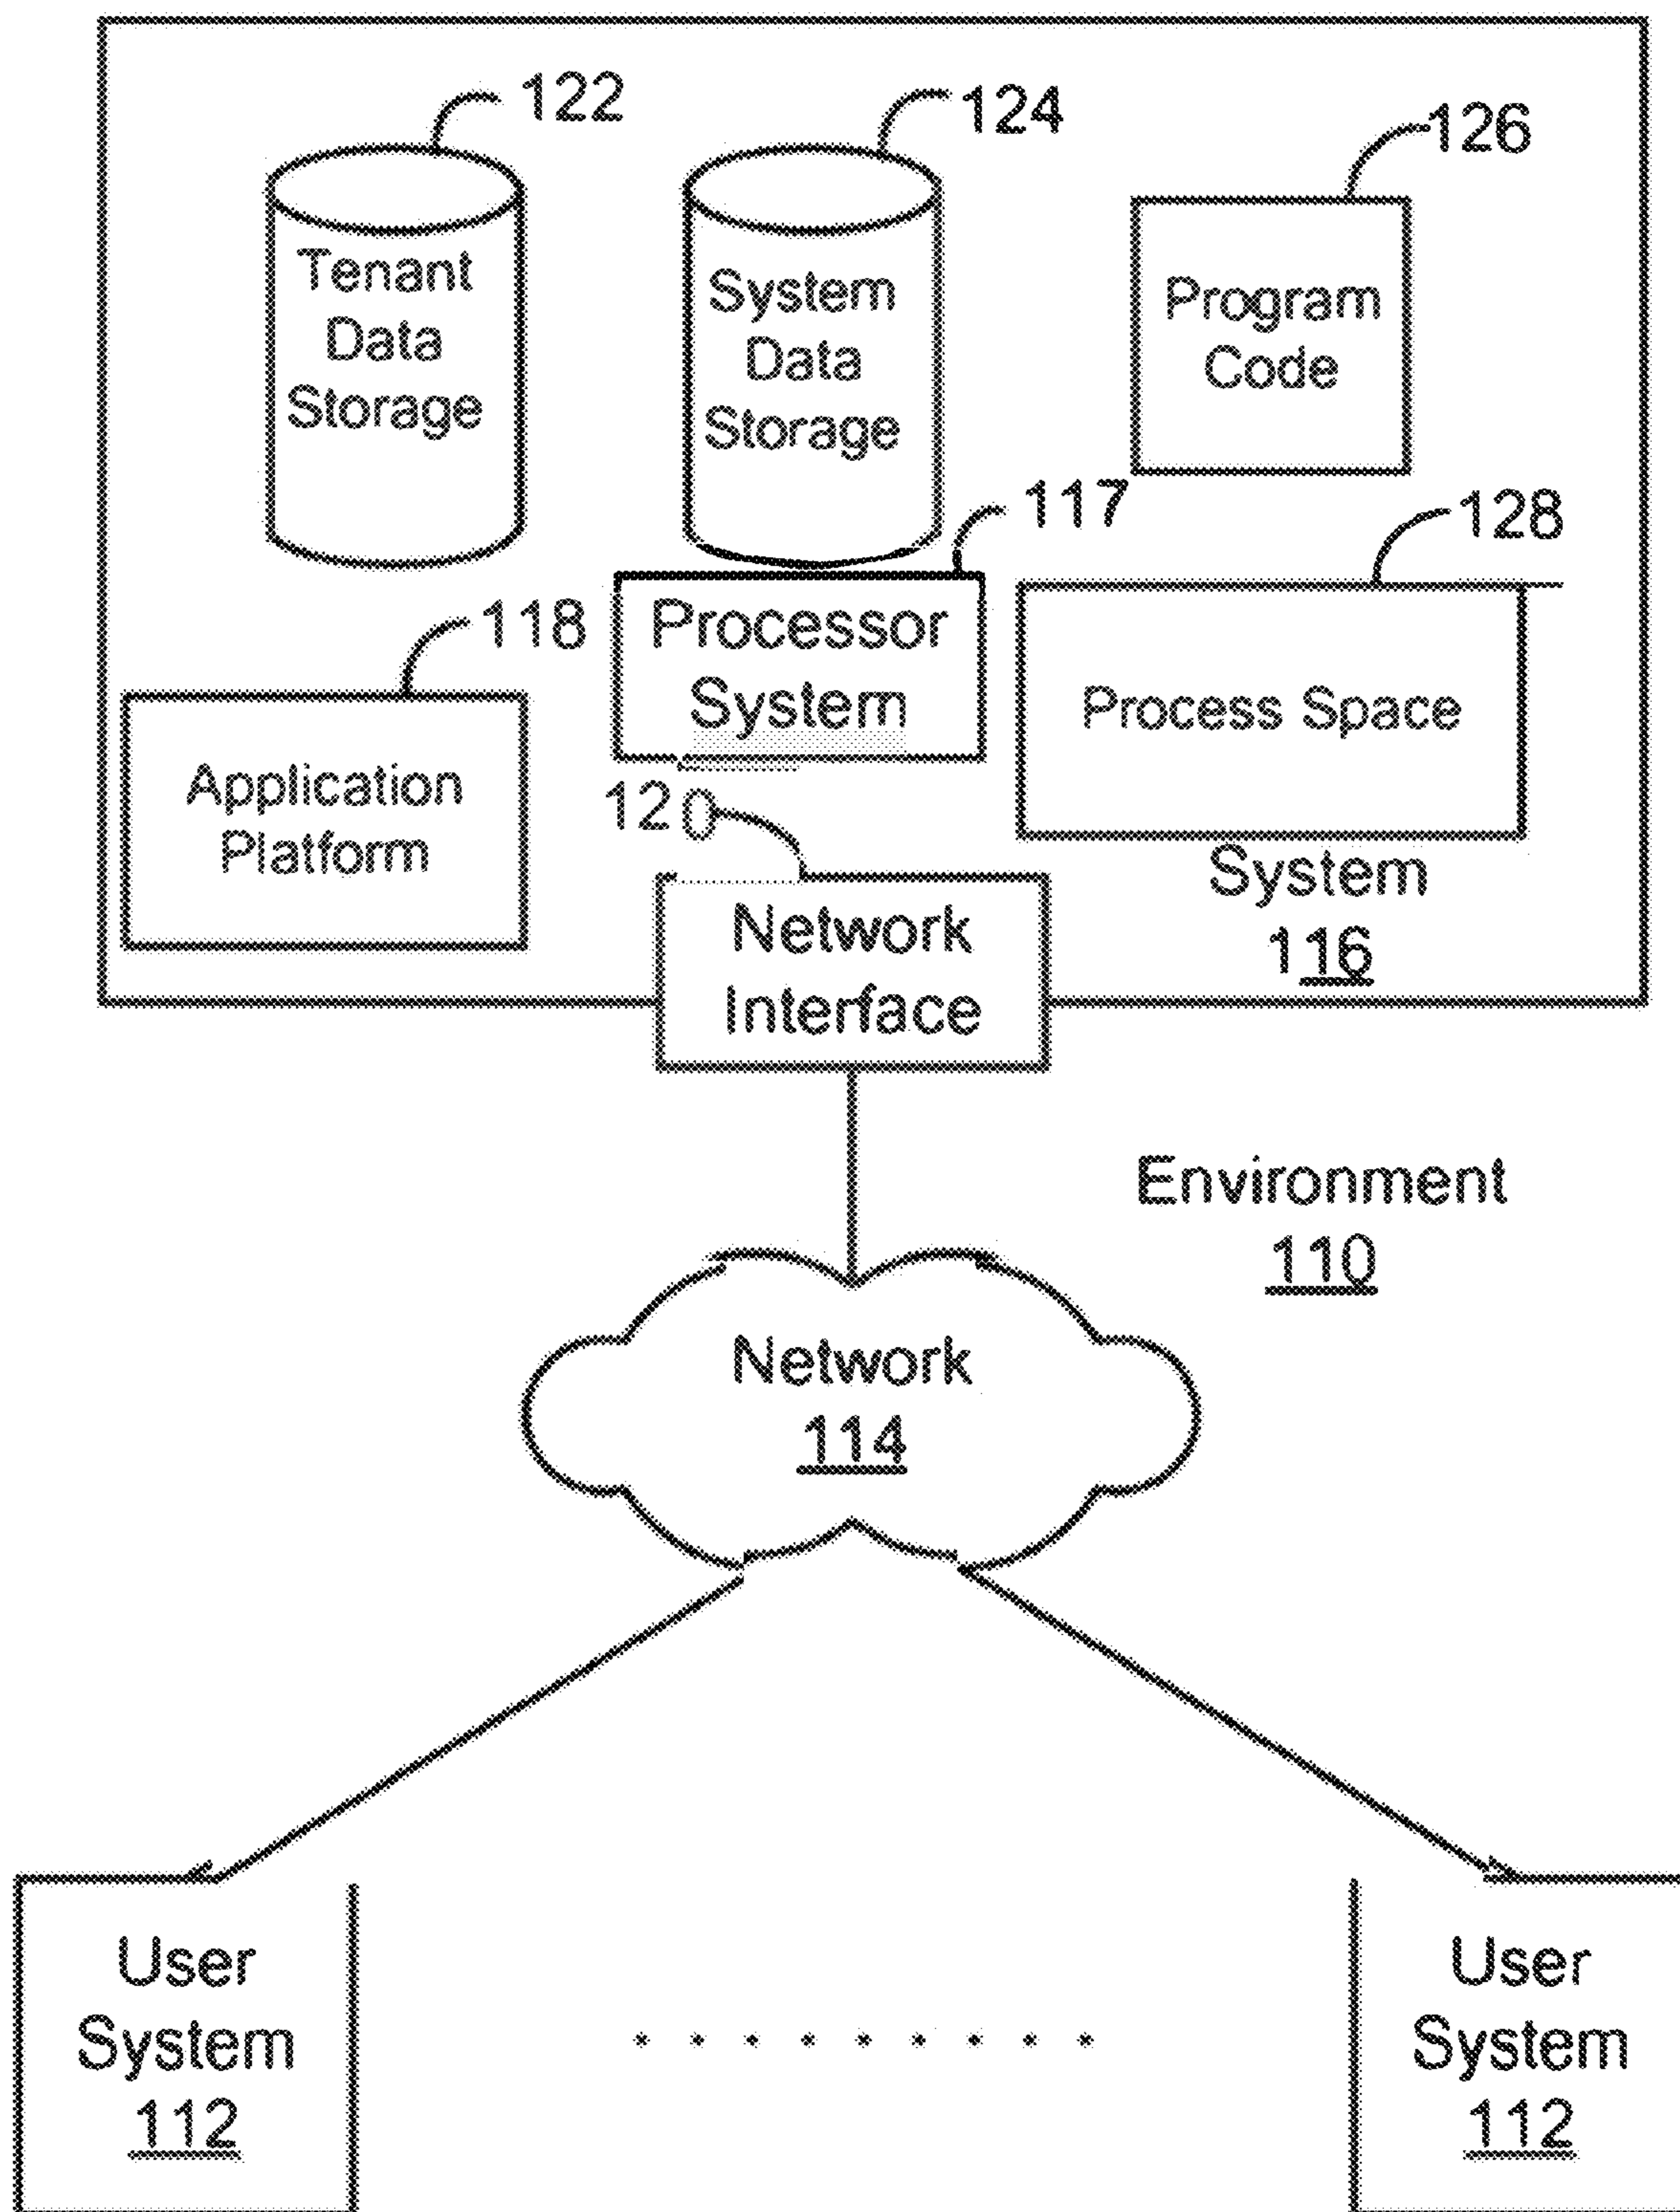 122
124
126
Tenant
Data
Storage
System
Data
Storage
Program
Code
117
128
118
Processor
System
Process Space
Application
Platform
120
System
116
Network
Interface
Environment
110
Network
114
User
System
112
. . . . . . . . .
User
System
112